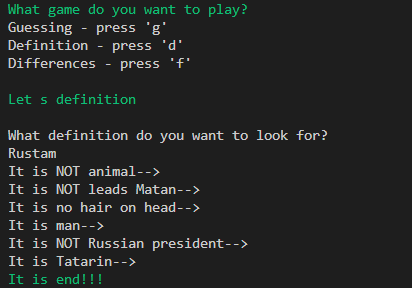 What game do you want to play?
Guessing - press 'g'
Definition - press 'd'
Differences - press 'f'
Let s definition
What definition do you want to look for?
Rustam
It is NOT animal-->
It is NOT leads Matan-->
It is no hair on head-->
It is man-->
It is NOT Russian president-->
It is Tatarin-->
It is end!!!